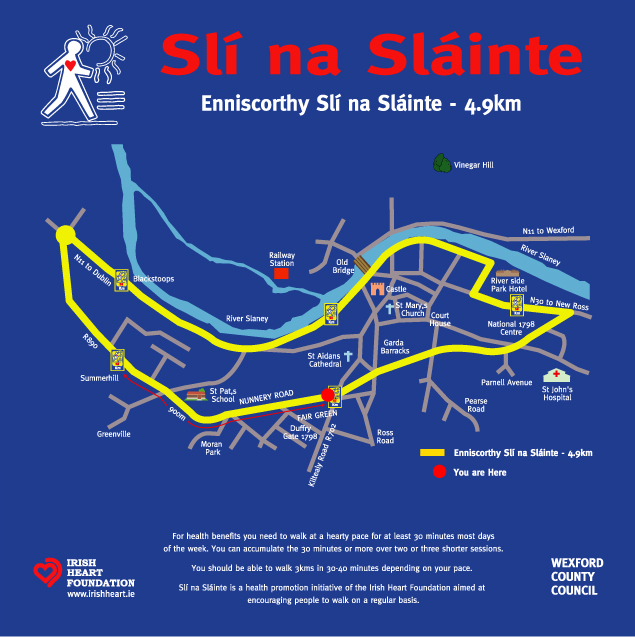 Slí na Sláinte
Enniscorthy Slí na Sláinte - 4.9km
Vinegar Hill
N11 to Wexford
River Slaney
Old
Bridge
Railway
Station
N11 to Dublin
Blackstoops
River side
Park Hotel
Castle
N30 to New Ross
St Mary,s
Church
Court
House
River Slaney
National 1798
Centre
R890
Garda
Barracks
St Aidans
Cathedral
Summerhill
Parnell Avenue
St John's
Hospital
St Pat,s
School
NUNNERY ROAD
900m
FAIR GREEN
Pearse
Road
Greenville
Moran
Park
Duffry
Gate 1798
Kiltealy Road R702
Ross
Road
Enniscorthy Slí na Sláinte - 4.9km
You are Here
For health benefits you need to walk at a hearty pace for at least 30 minutes most days
of the week. You can accumulate the 30 minutes or more over two or three shorter sessions.
You should be able to walk 3kms in 30-40 minutes depending on your pace.
Slí na Sláinte is a health promotion initiative of the Irish Heart Foundation aimed at
encouraging people to walk on a regular basis.
IRISH
HEART
FOUNDATION
www.irishheart.ie
WEXFORD
COUNTY
COUNCIL